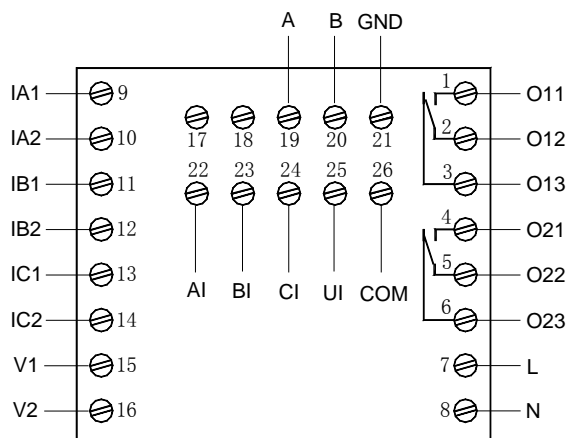 A B GND
IA1 9 1 O11
IA2 10 17 18 19 20 21 2 O12
IB1 11 22 23 24 25 26 3 O13
IB2 12 4 O21
IC1 13 AI BI CI UI COM 5 O22
IC2 14 6 O23
V1 15 7 L
V2 16 8 N